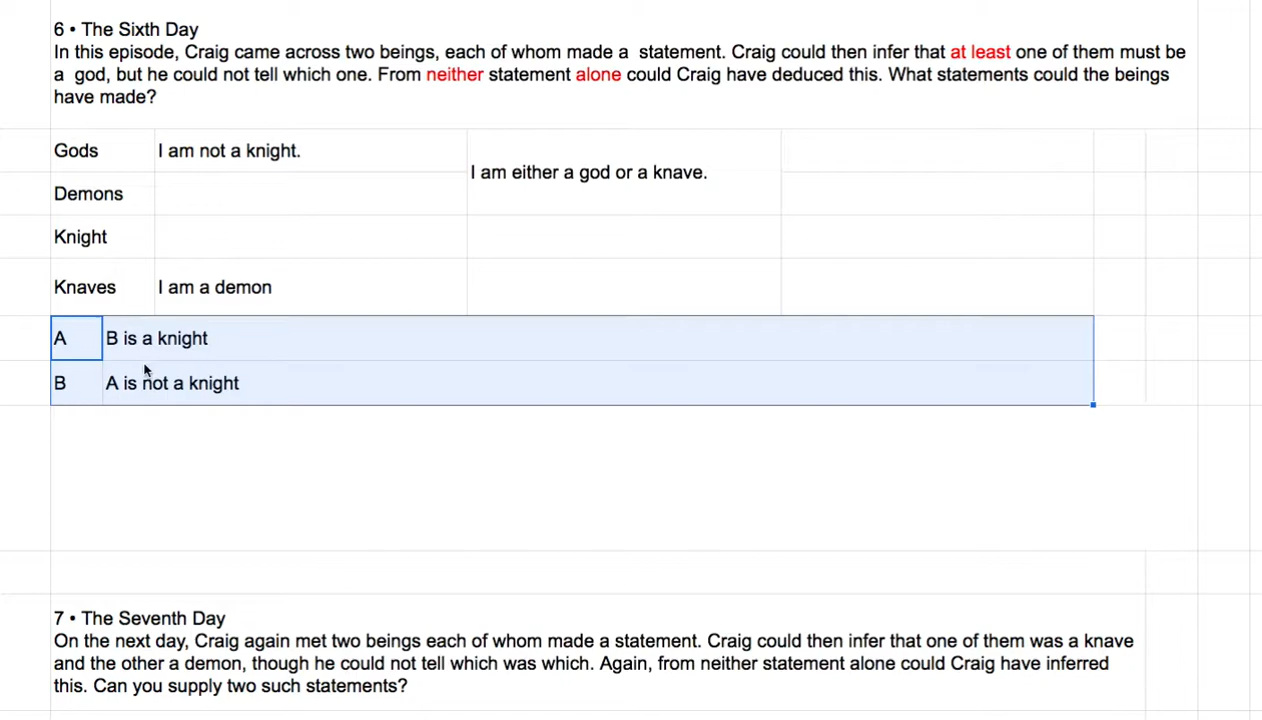 6 • The Sixth Day
In this episode, Craig came across two beings, each of whom made a  statement. Craig could then infer that at least one of them must be
a  god, but he could not tell which one. From neither statement alone could Craig have deduced this. What statements could the beings
have made?
Gods I am not a knight.
I am either a god or a knave.
Demons
Knight
Knaves I am a demon
A B is a knight
B A is not a knight
7 • The Seventh Day
On the next day, Craig again met two beings each of whom made a statement. Craig could then infer that one of them was a knave
and the other a demon, though he could not tell which was which. Again, from neither statement alone could Craig have inferred
this. Can you supply two such statements?